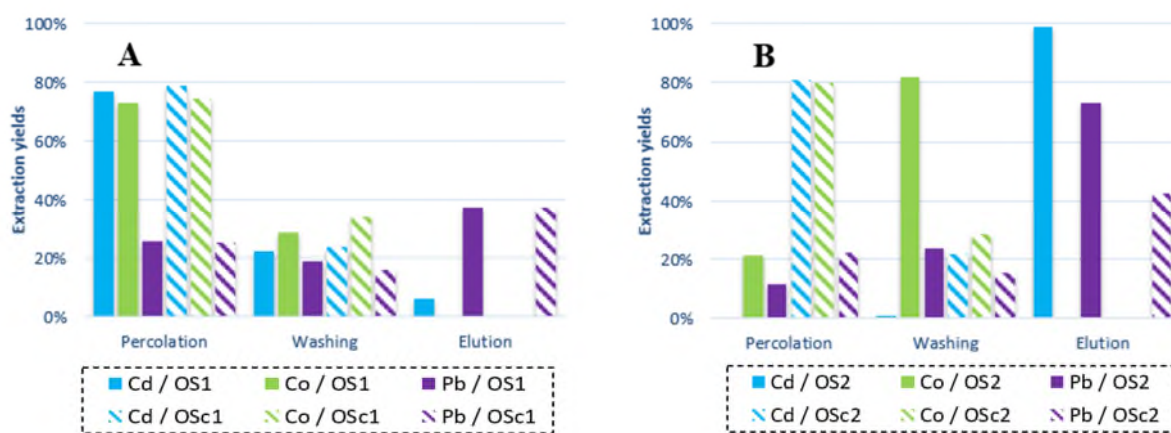 A
Extraction yields
100%
80%
60%
40%
20%
0%
Percolation Washing Elution
Cd / OS1 Co / OS1 Pb / OS1
Cd / OSc1 Co / OSc1 Pb / OSc1
B
Extraction yields
100%
80%
60%
40%
20%
0%
Percolation Washing Elution
Cd / OS2 Co / OS2 Pb / OS2
Cd / OSc2 Co / OSc2 Pb / OSc2